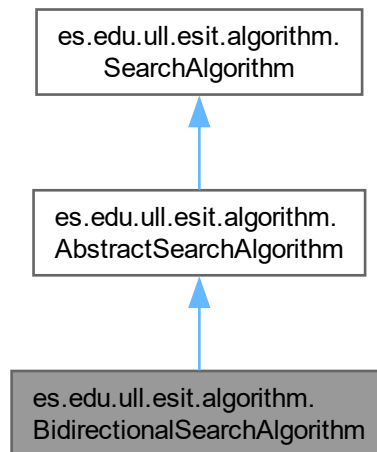 es.edu.ull.esit.algorithm.
SearchAlgorithm
es.edu.ull.esit.algorithm.
AbstractSearchAlgorithm
es.edu.ull.esit.algorithm.
BidirectionalSearchAlgorithm